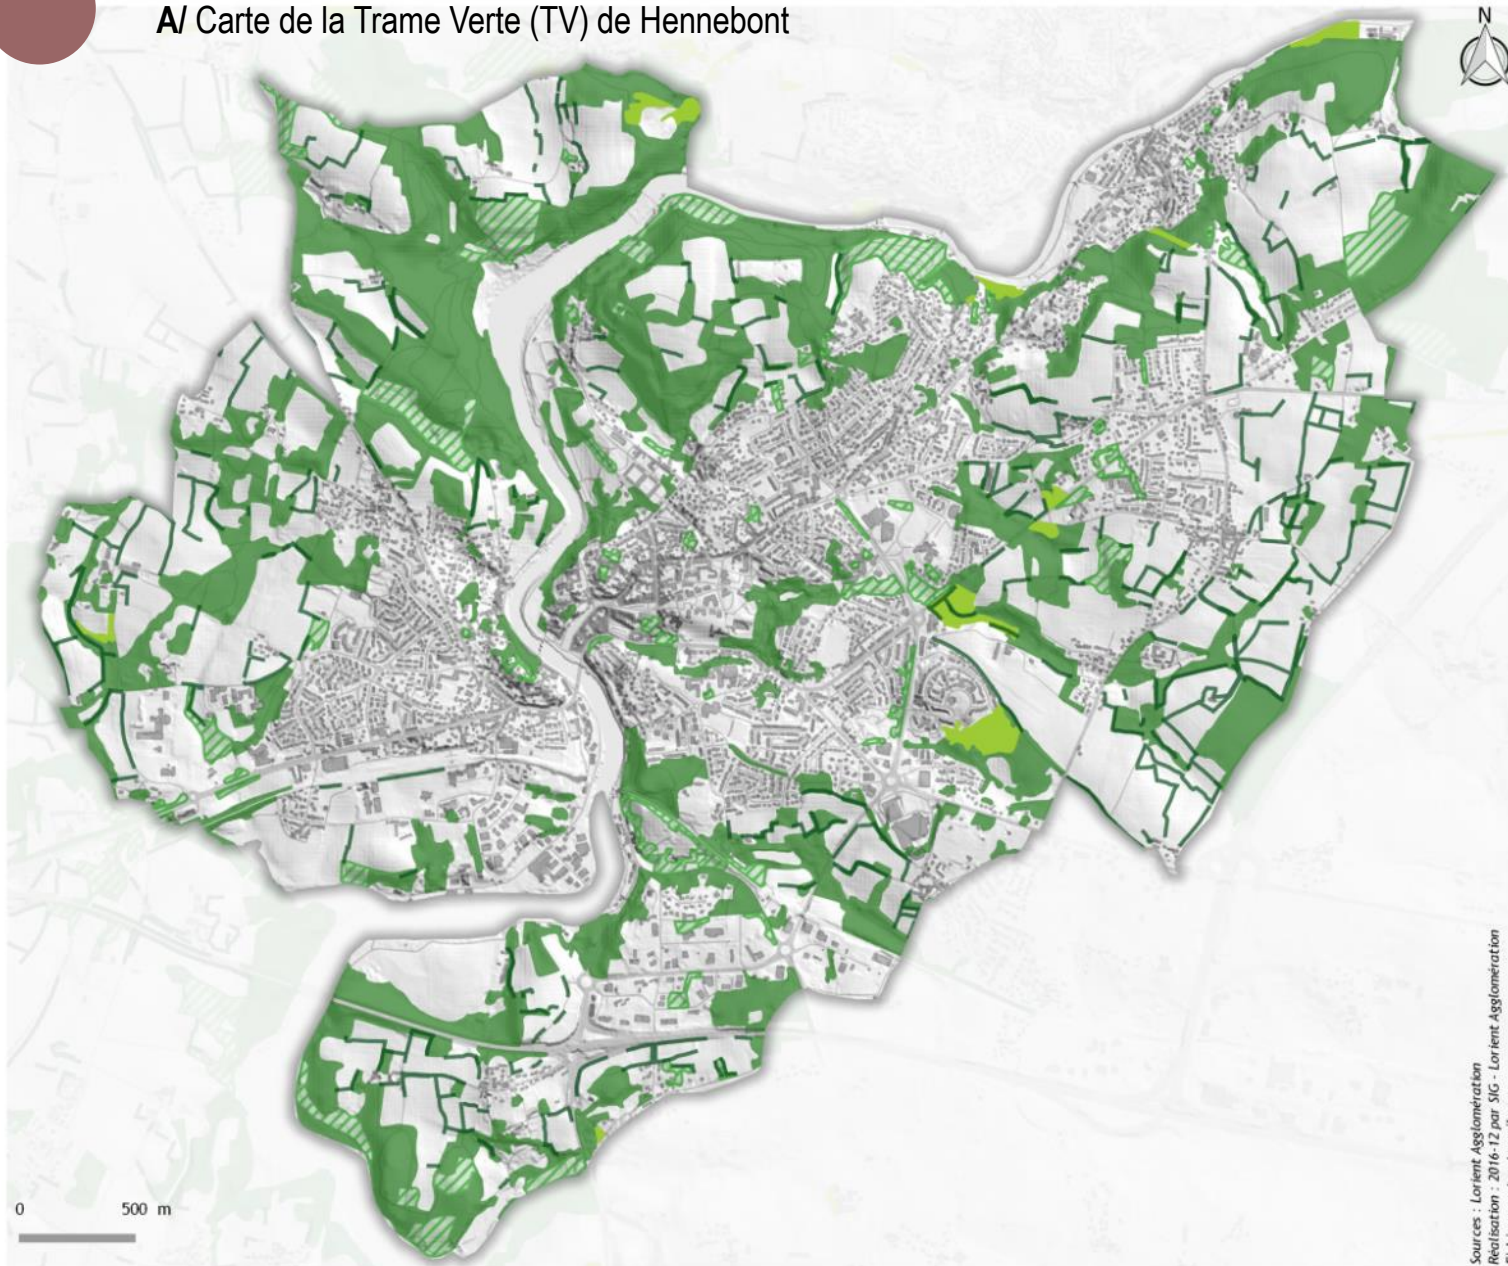 A/ Carte de la Trame Verte (TV) de Hennebont
N
0 500 m
Sources : Lorient Agglomération
Réalisation : 2016-12 par SIG - Lorient Agglomération